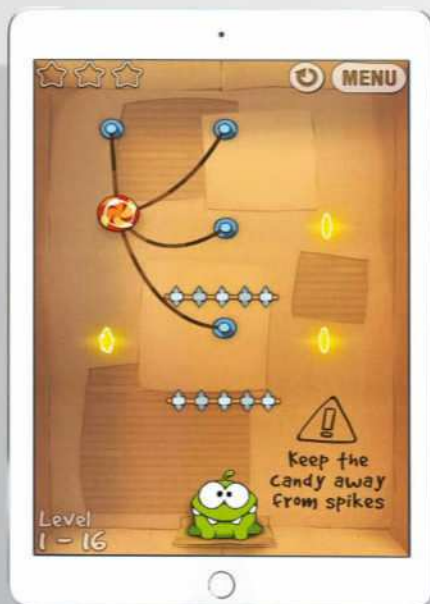 MENU
Keep the
candy away
from spikes
Level
1 - 16